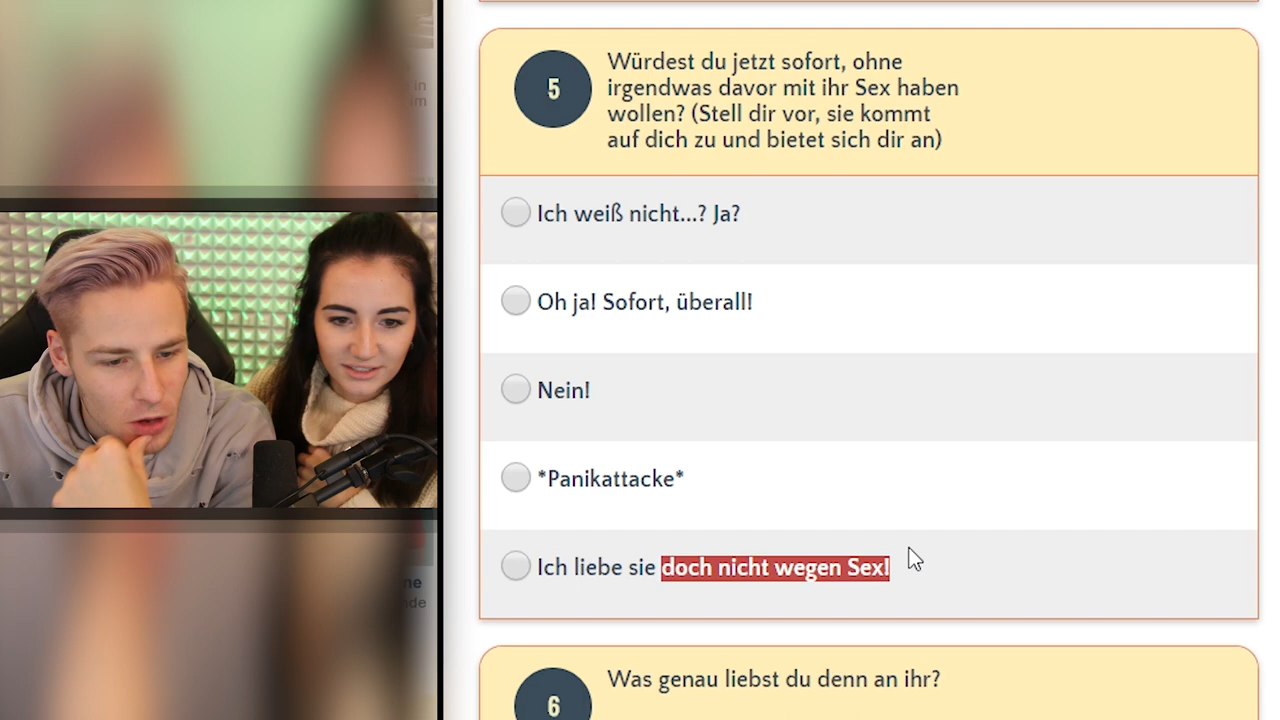 5
Würdest du jetzt sofort, ohne
irgendwas davor mit ihr Sex haben
wollen? (Stell dir vor, sie kommt
auf dich zu und bietet sich dir an)
Ich weiß nicht...? Ja?
Oh ja! Sofort, überall!
Nein!
*Panikattacke*
Ich liebe sie doch nicht wegen Sex!
6
Was genau liebst du denn an ihr?